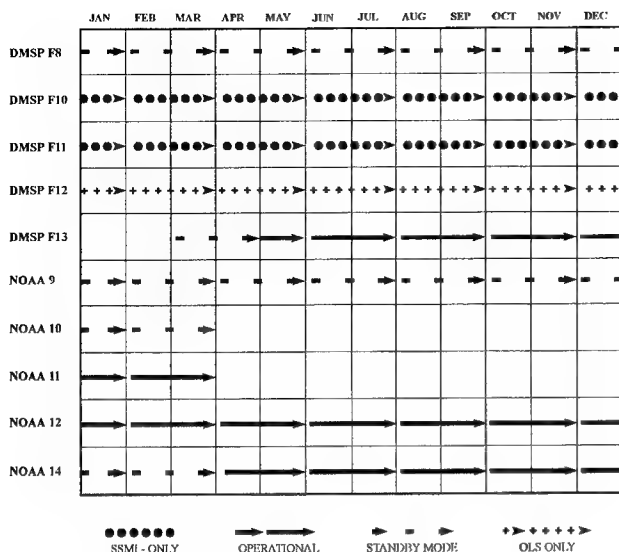 JAN FEB MAR APR MAY JUN JUL AUG SEP OCT NOV DEC
DMSP F8
DMSP F10
DMSP F11
DMSP F12
DMSP F13
NOAA 9
NOAA 10
NOAA 11
NOAA 12
NOAA 14
SSMI - ONLY OPERATIONAL STANDBY MODE OLS ONLY